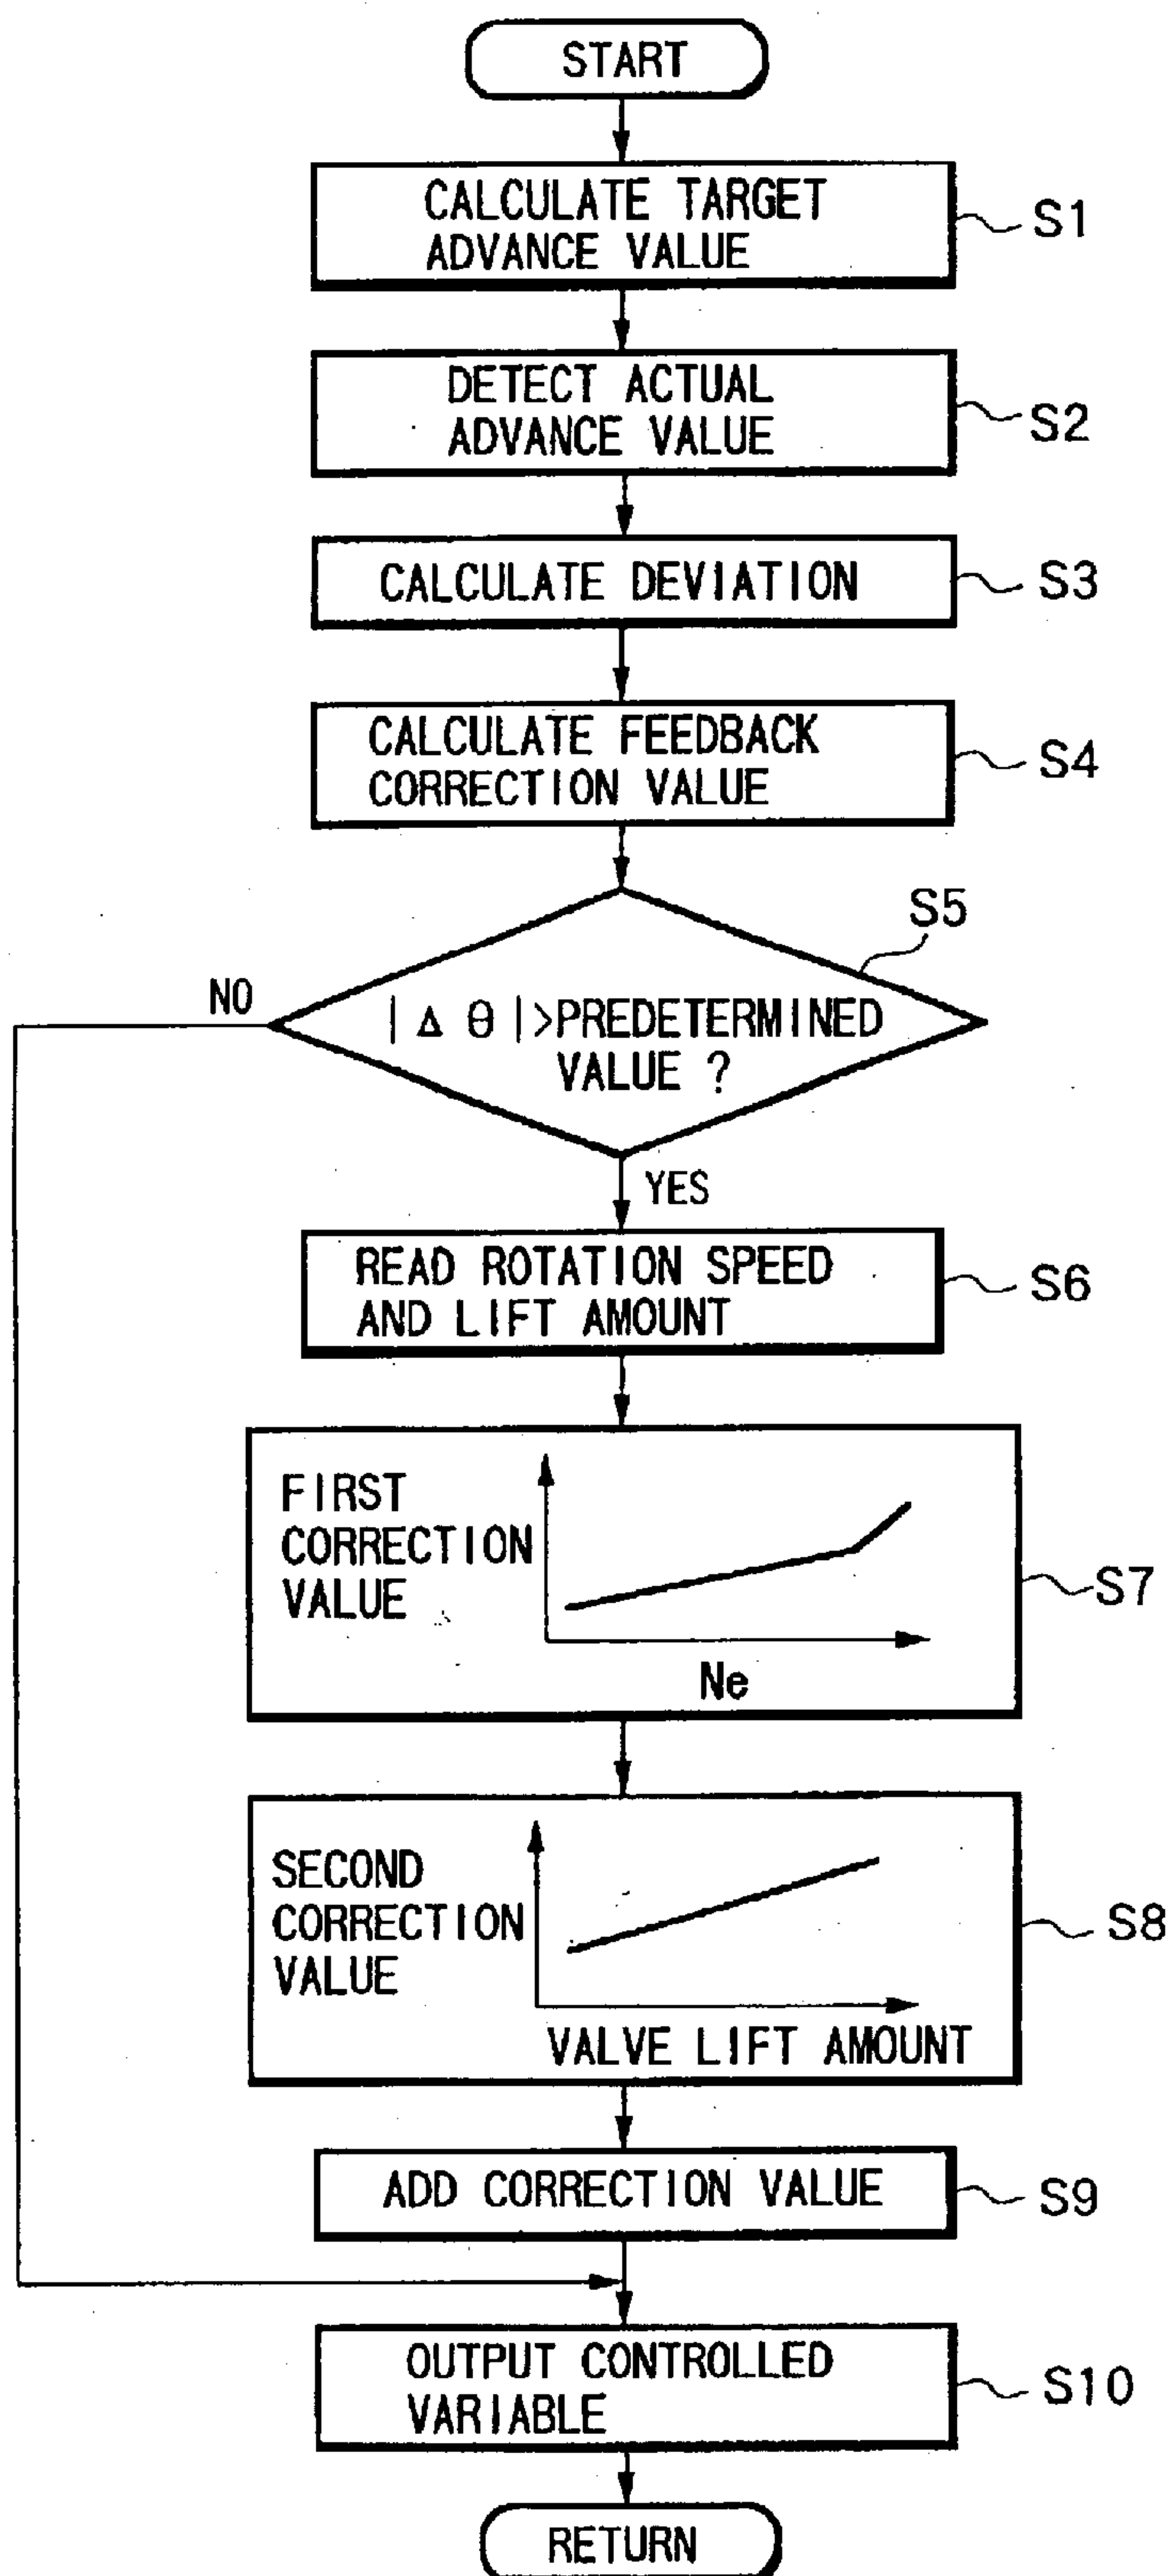 START
CALCULATE TARGET
ADVANCE VALUE
S1
DETECT ACTUAL
ADVANCE VALUE
S2
CALCULATE DEVIATION
S3
CALCULATE FEEDBACK
CORRECTION VALUE
S4
S5
NO
|Δ θ|>PREDETERMINED
VALUE ?
YES
READ ROTATION SPEED
AND LIFT AMOUNT
S6
FIRST
CORRECTION
VALUE
Ne
S7
SECOND
CORRECTION
VALUE
VALVE LIFT AMOUNT
S8
ADD CORRECTION VALUE
S9
OUTPUT CONTROLLED
VARIABLE
S10
RETURN